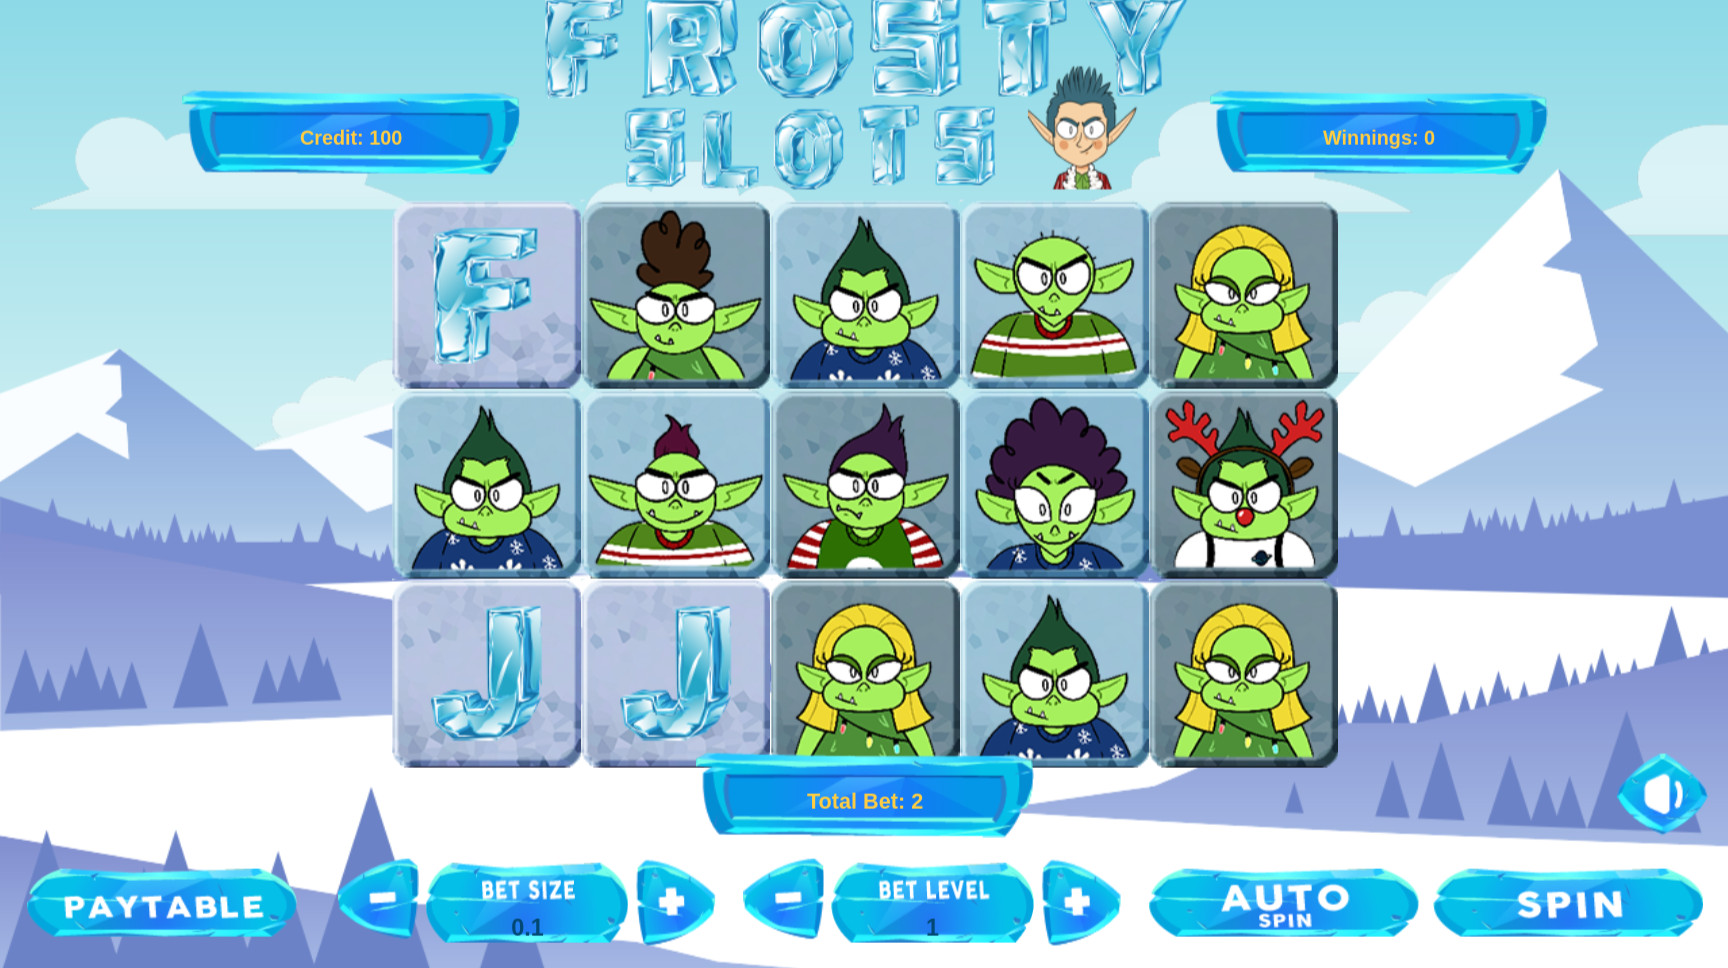 FROSTY
SLOTS
Credit: 100
Winnings: 0
F
J
J
Total Bet: 2
PAYTABLE
-
BET SIZE
0.1
+
-
BET LEVEL
1
+
AUTO
SPIN
SPIN